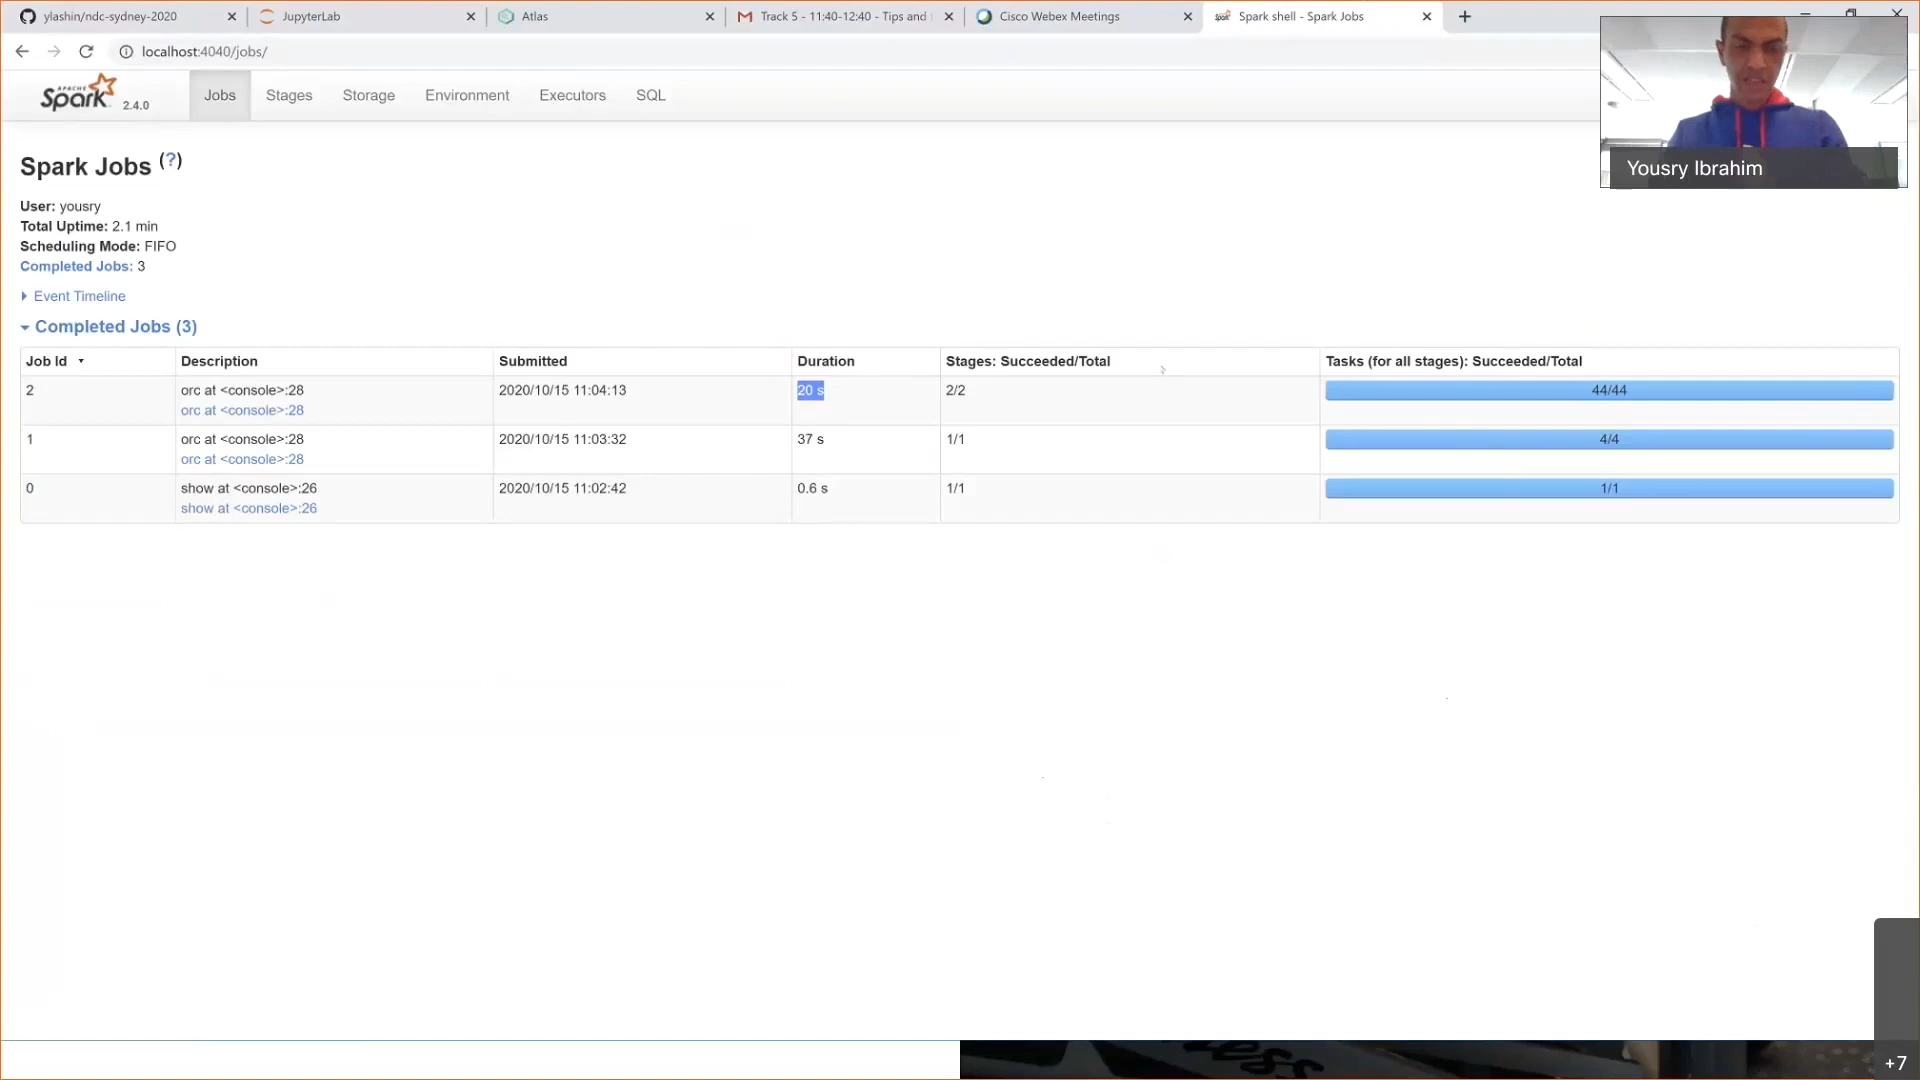 ylashin/ndc-sydney-2020
JupyterLab
Atlas
Track 5 - 11:40-12:40 - Tips and
Cisco Webex Meetings
Spark shell - Spark Jobs
localhost:4040/jobs/
APACHE
Spark 2.4.0
Jobs
Stages
Storage
Environment
Executors
SQL
Yousry Ibrahim
Spark Jobs (?)
User: yousry
Total Uptime: 2.1 min
Scheduling Mode: FIFO
Completed Jobs: 3
Event Timeline
Completed Jobs (3)
Job Id Description Submitted Duration Stages: Succeeded/Total Tasks (for all stages): Succeeded/Total
2 orc at <console>:28 2020/10/15 11:04:13 20 s 2/2 44/44
orc at <console>:28
1 orc at <console>:28 2020/10/15 11:03:32 37 s 1/1 4/4
orc at <console>:28
0 show at <console>:26 2020/10/15 11:02:42 0.6 s 1/1 1/1
show at <console>:26
+7